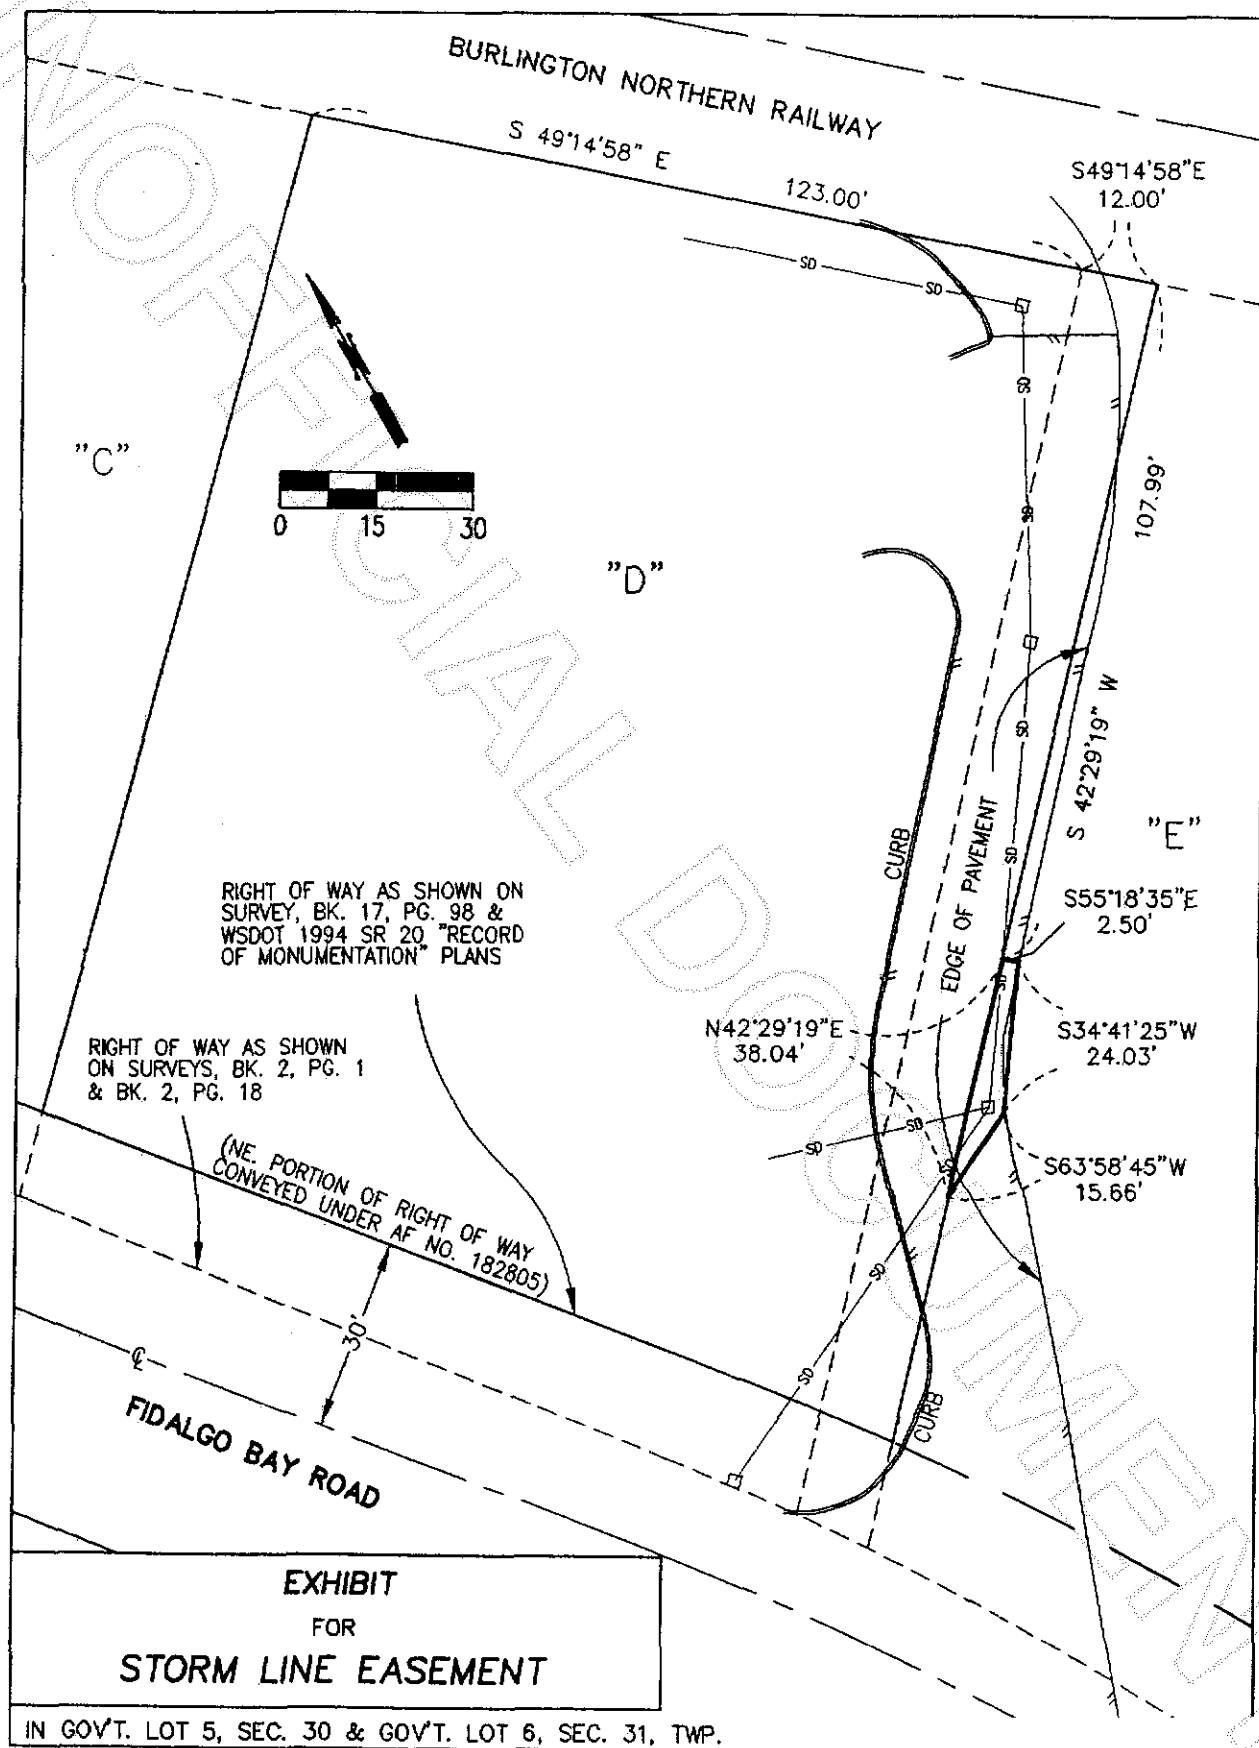 BURLINGTON NORTHERN RAILWAY
S 49°14'58" E
123.00'
S49°14'58"E
12.00'
SD
SD
SD
"C"
0 15 30
"D"
SD
107.99'
SD
S 42°29'19" W
"E"
CURB
EDGE OF PAVEMENT
SD
RIGHT OF WAY AS SHOWN ON
SURVEY, BK. 17, PG. 98 &
WSDOT 1994 SR 20 "RECORD
OF MONUMENTATION" PLANS
S55°18'35"E
2.50'
SD
N42°29'19"E
38.04'
S34°41'25"W
24.03'
RIGHT OF WAY AS SHOWN
ON SURVEYS, BK. 2, PG. 1
& BK. 2, PG. 18
SD
SD
(NE. PORTION OF RIGHT OF WAY
CONVEYED UNDER AF NO. 182805)
SD
S63°58'45"W
15.66'
SD
30'
SD
CURB
FIDALGO BAY ROAD
EXHIBIT
FOR
STORM LINE EASEMENT
IN GOV'T. LOT 5, SEC. 30 & GOV'T. LOT 6, SEC. 31, TWP.
UNOFFICIAL DOCUMENT